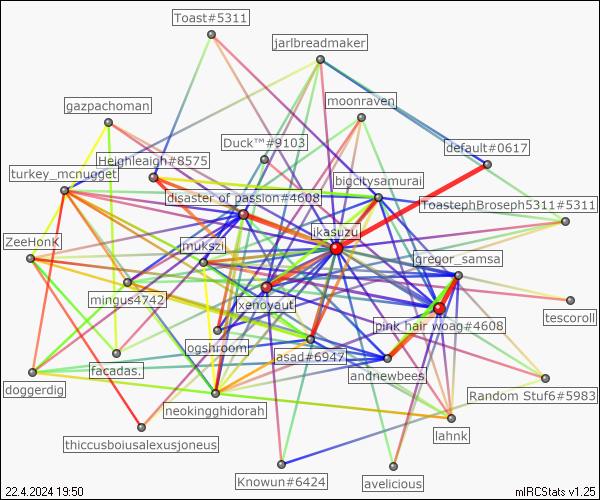 Toast#5311
jarlbreadmaker
moonraven
gazpachoman
Duck™#9103
default#0617
Heighleaigh#8575
turkey_mcnugget
bigcitysamurai
disaster of passion#4608
ToastephBroseph5311#5311
ikasuzu
ZeeHonK
mukszi
gregor_samsa
mingus4742
xenoyaut
tescoroll
pink hair woag#4608
ogshroom
asad#6947
facadas.
andnewbees
doggerdig
Random Stuf6#5983
neokingghidorah
lahnk
thiccusboiusalexusjoneus
Knowun#6424
avelicious
22.4.2024 19:50
mIRCStats v1.25